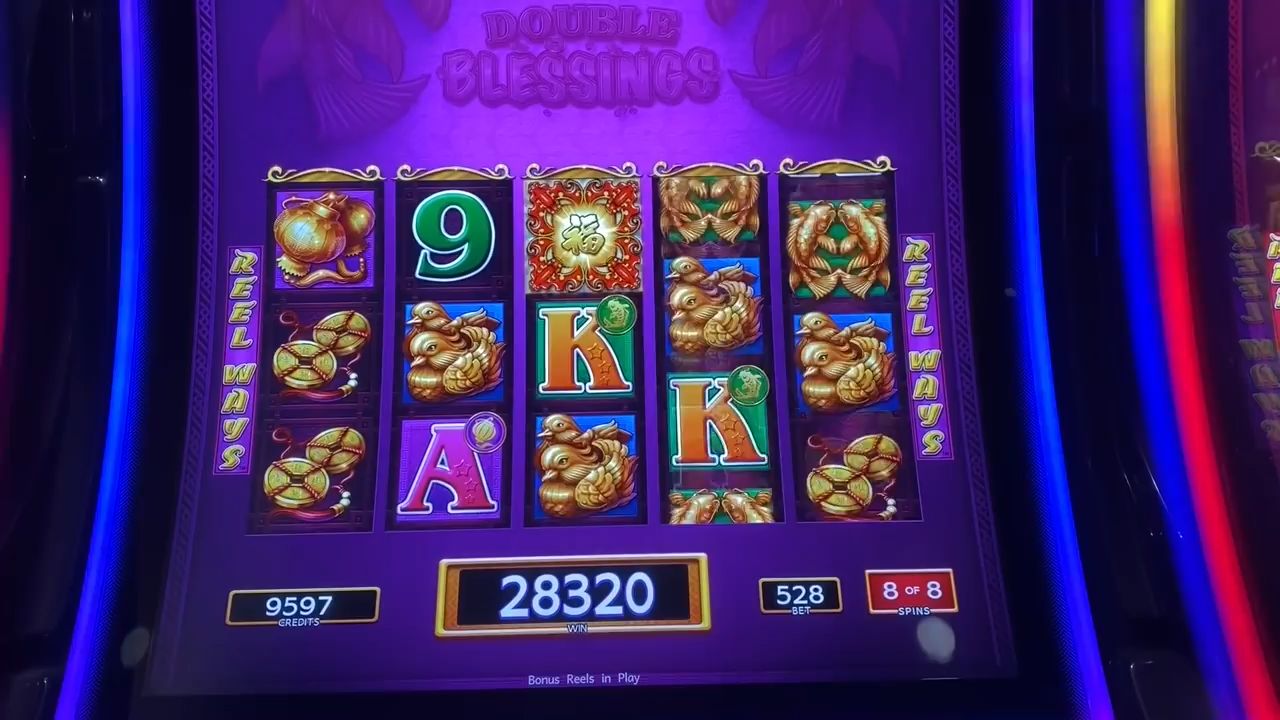 DOUBLE
BLESSINGS
REEL WAYS
9
福
K
K
A
REEL WAYS
9597
CREDITS
28320
WIN
528
BET
8 OF 8
SPINS
Bonus Reels in Play